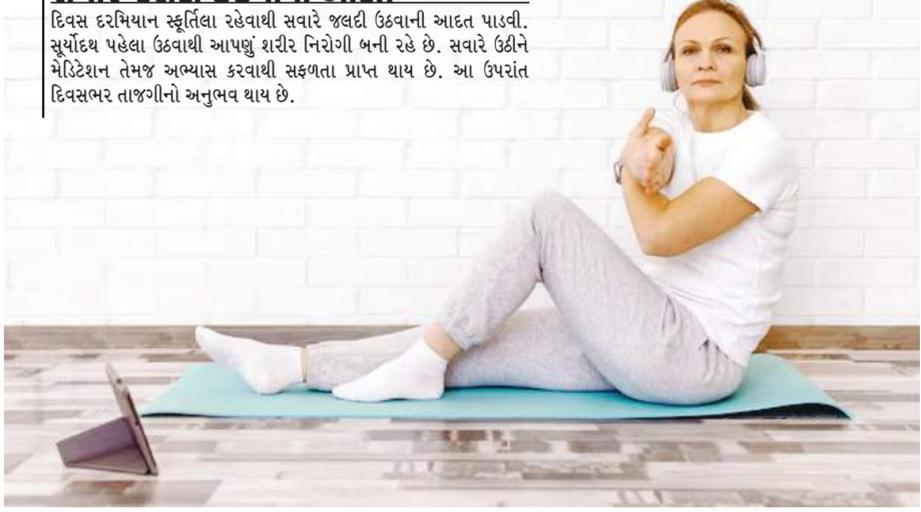 દિવસ દરમિયાન સ્ફૂર્તિલા રહેવાથી સવારે જલદી ઉઠવાની આદત પાડવી.
સૂર્યોદય પહેલા ઉઠવાથી આપણું શરીર નિરોગી બની રહે છે. સવારે ઉઠીને
મેડિટેશન તેમજ અભ્યાસ કરવાથી સફળતા પ્રાપ્ત થાય છે. આ ઉપરાંત
દિવસભર તાજગીનો અનુભવ થાય છે.